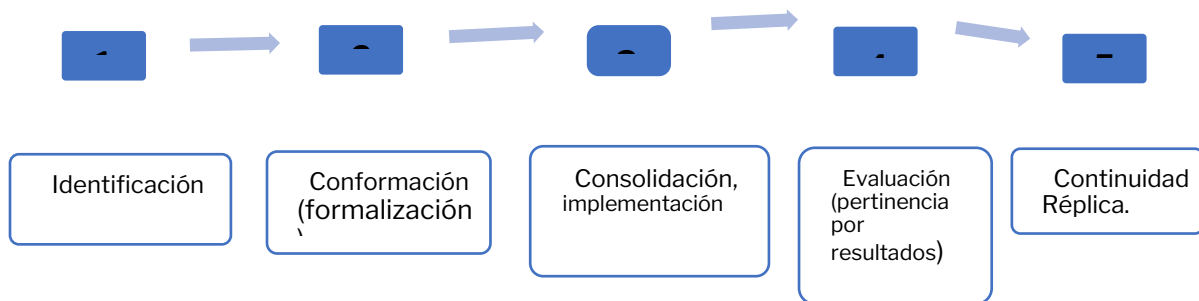 Identificación
Conformación
(formalización
)
Consolidación,
implementación
Evaluación
(pertinencia
por
resultados)
Continuidad
Réplica.